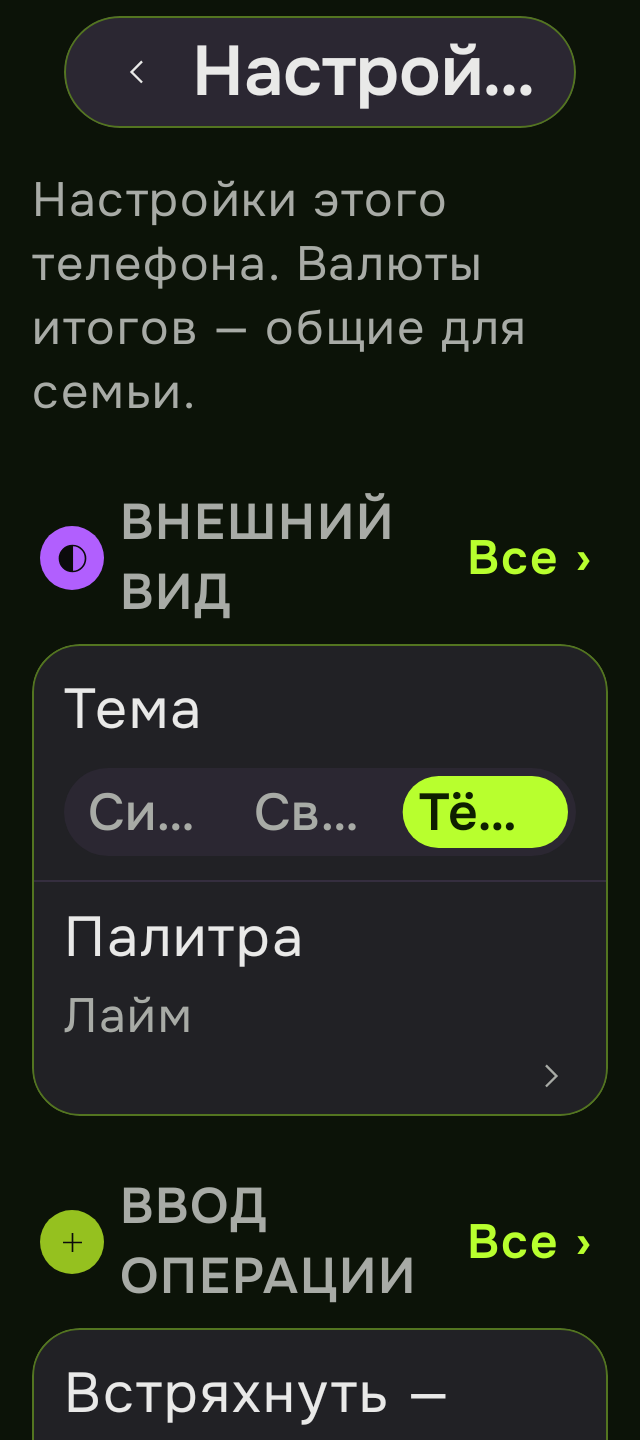 Настрой...
Настройки этого
телефона. Валюты
итогов — общие для
семьи.
ВНЕШНИЙ
ВИД
Все ›
Тема
Си... Св... Тё...
Палитра
Лайм
ВВОД
ОПЕРАЦИИ
Все ›
Встряхнуть —